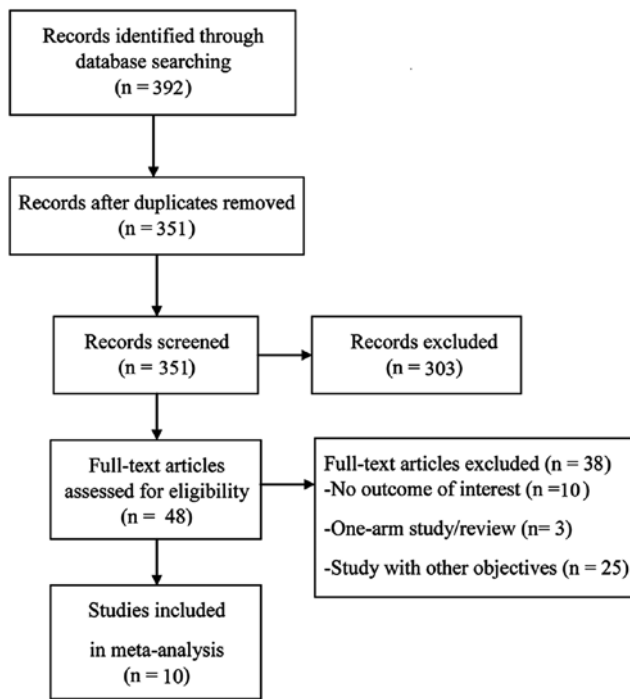 Records identified through
database searching
(n = 392)
Records after duplicates removed
(n = 351)
Records screened
(n = 351)
Records excluded
(n = 303)
Full-text articles
assessed for eligibility
(n = 48)
Full-text articles excluded (n = 38)
-No outcome of interest (n =10)
-One-arm study/review (n= 3)
-Study with other objectives (n = 25)
Studies included
in meta-analysis
(n = 10)